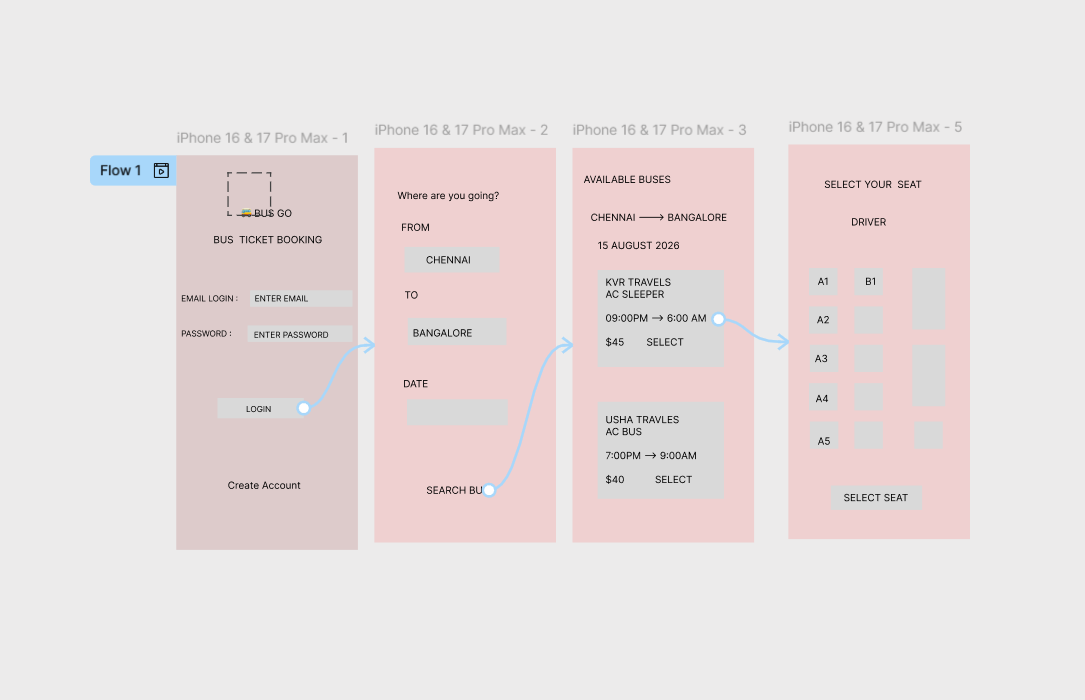 iPhone 16 & 17 Pro Max - 1
Flow 1
BUS GO
BUS TICKET BOOKING
EMAIL LOGIN :
ENTER EMAIL
PASSWORD :
ENTER PASSWORD
LOGIN
Create Account
iPhone 16 & 17 Pro Max - 2
Where are you going?
FROM
CHENNAI
TO
BANGALORE
DATE
SEARCH BU
iPhone 16 & 17 Pro Max - 3
AVAILABLE BUSES
CHENNAI → BANGALORE
15 AUGUST 2026
KVR TRAVELS
AC SLEEPER
09:00PM → 6:00 AM
$45 SELECT
USHA TRAVLES
AC BUS
7:00PM → 9:00AM
$40 SELECT
iPhone 16 & 17 Pro Max - 5
SELECT YOUR SEAT
DRIVER
A1 B1
A2
A3
A4
A5
SELECT SEAT